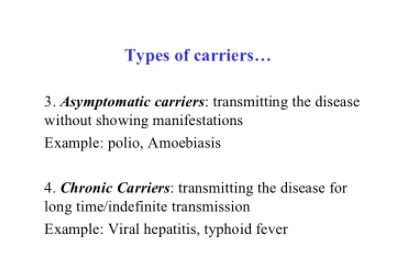 Types of carriers…
3. Asymptomatic carriers: transmitting the disease
without showing manifestations
Example: polio, Amoebiasis
4. Chronic Carriers: transmitting the disease for
long time/indefinite transmission
Example: Viral hepatitis, typhoid fever